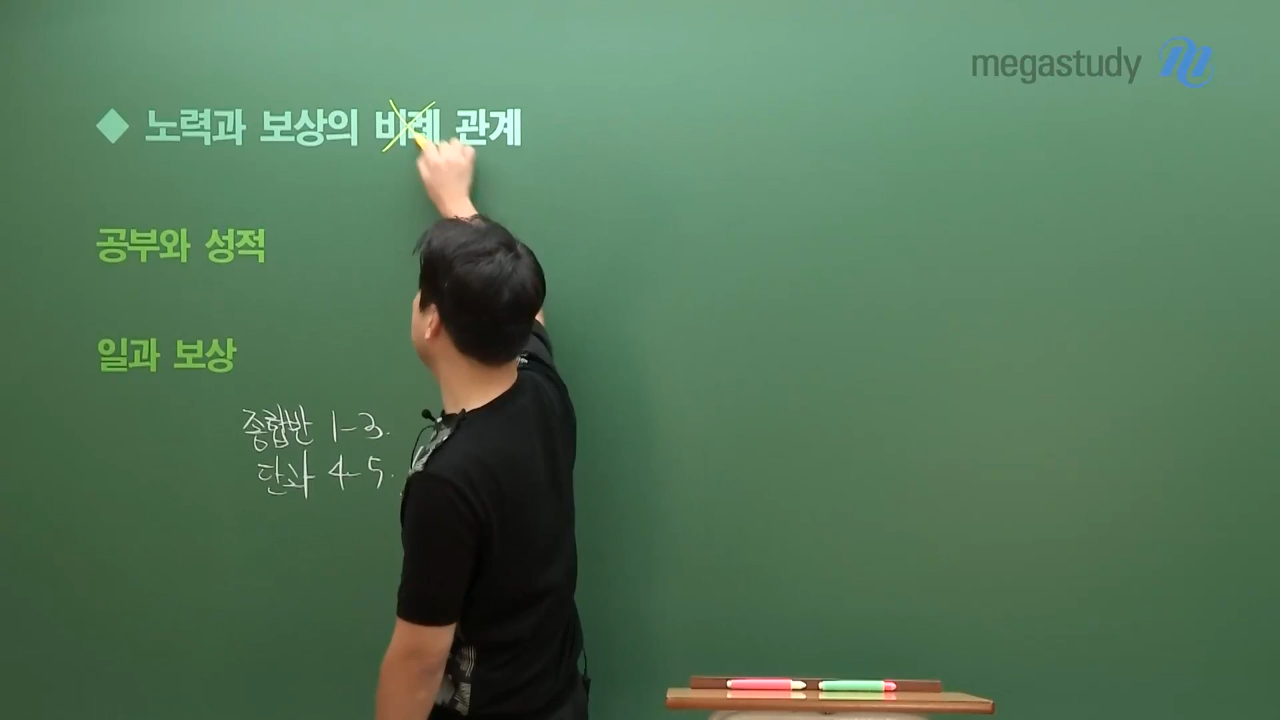 megastudy
◆ 노력과 보상의 비례 관계
공부와 성적
일과 보상
종합반 1-3.
단과 4-5.